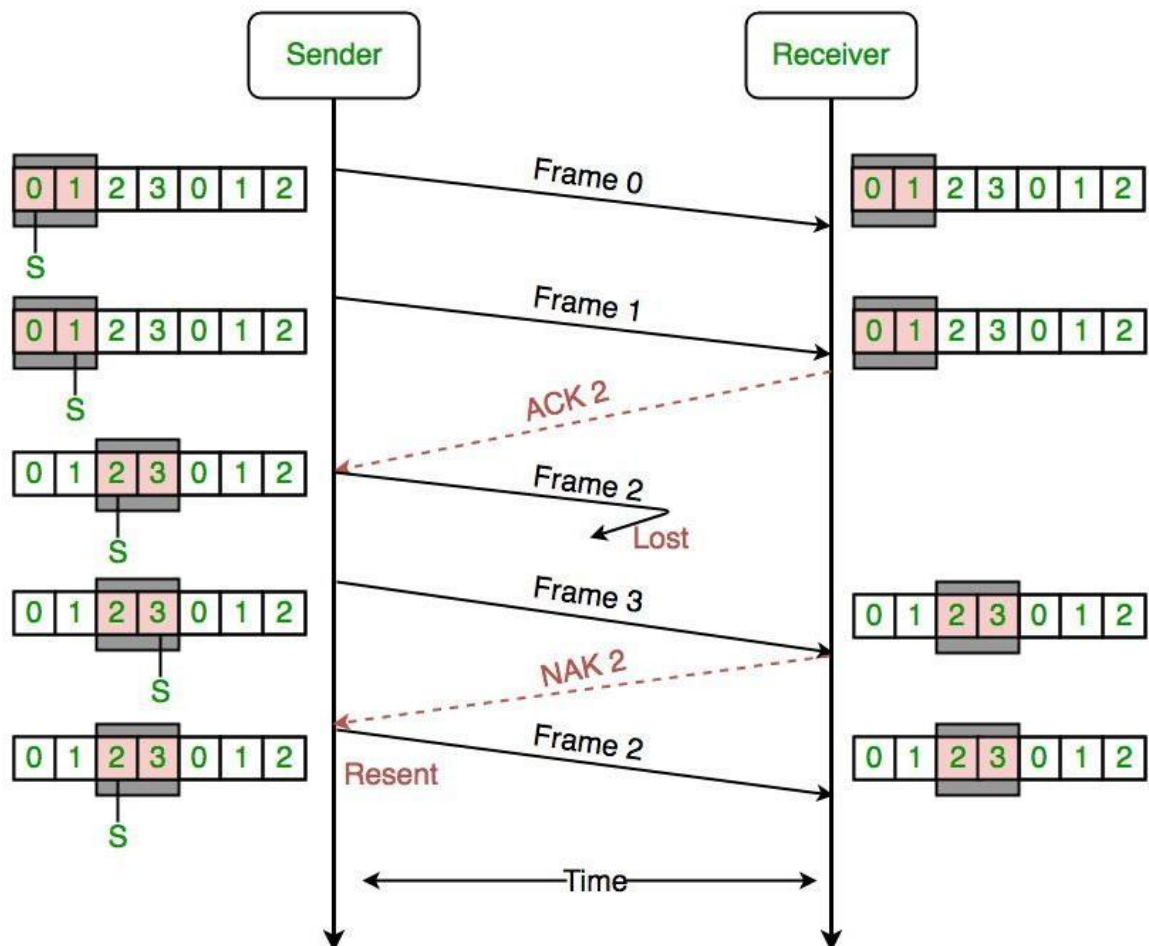 Sender
Receiver
Frame 0
0 1 2 3 0 1 2
0 1 2 3 0 1 2
S
Frame 1
0 1 2 3 0 1 2
0 1 2 3 0 1 2
S
ACK 2
0 1 2 3 0 1 2
Frame 2
S
Lost
Frame 3
0 1 2 3 0 1 2
0 1 2 3 0 1 2
S
NAK 2
Frame 2
0 1 2 3 0 1 2
0 1 2 3 0 1 2
Resent
S
Time